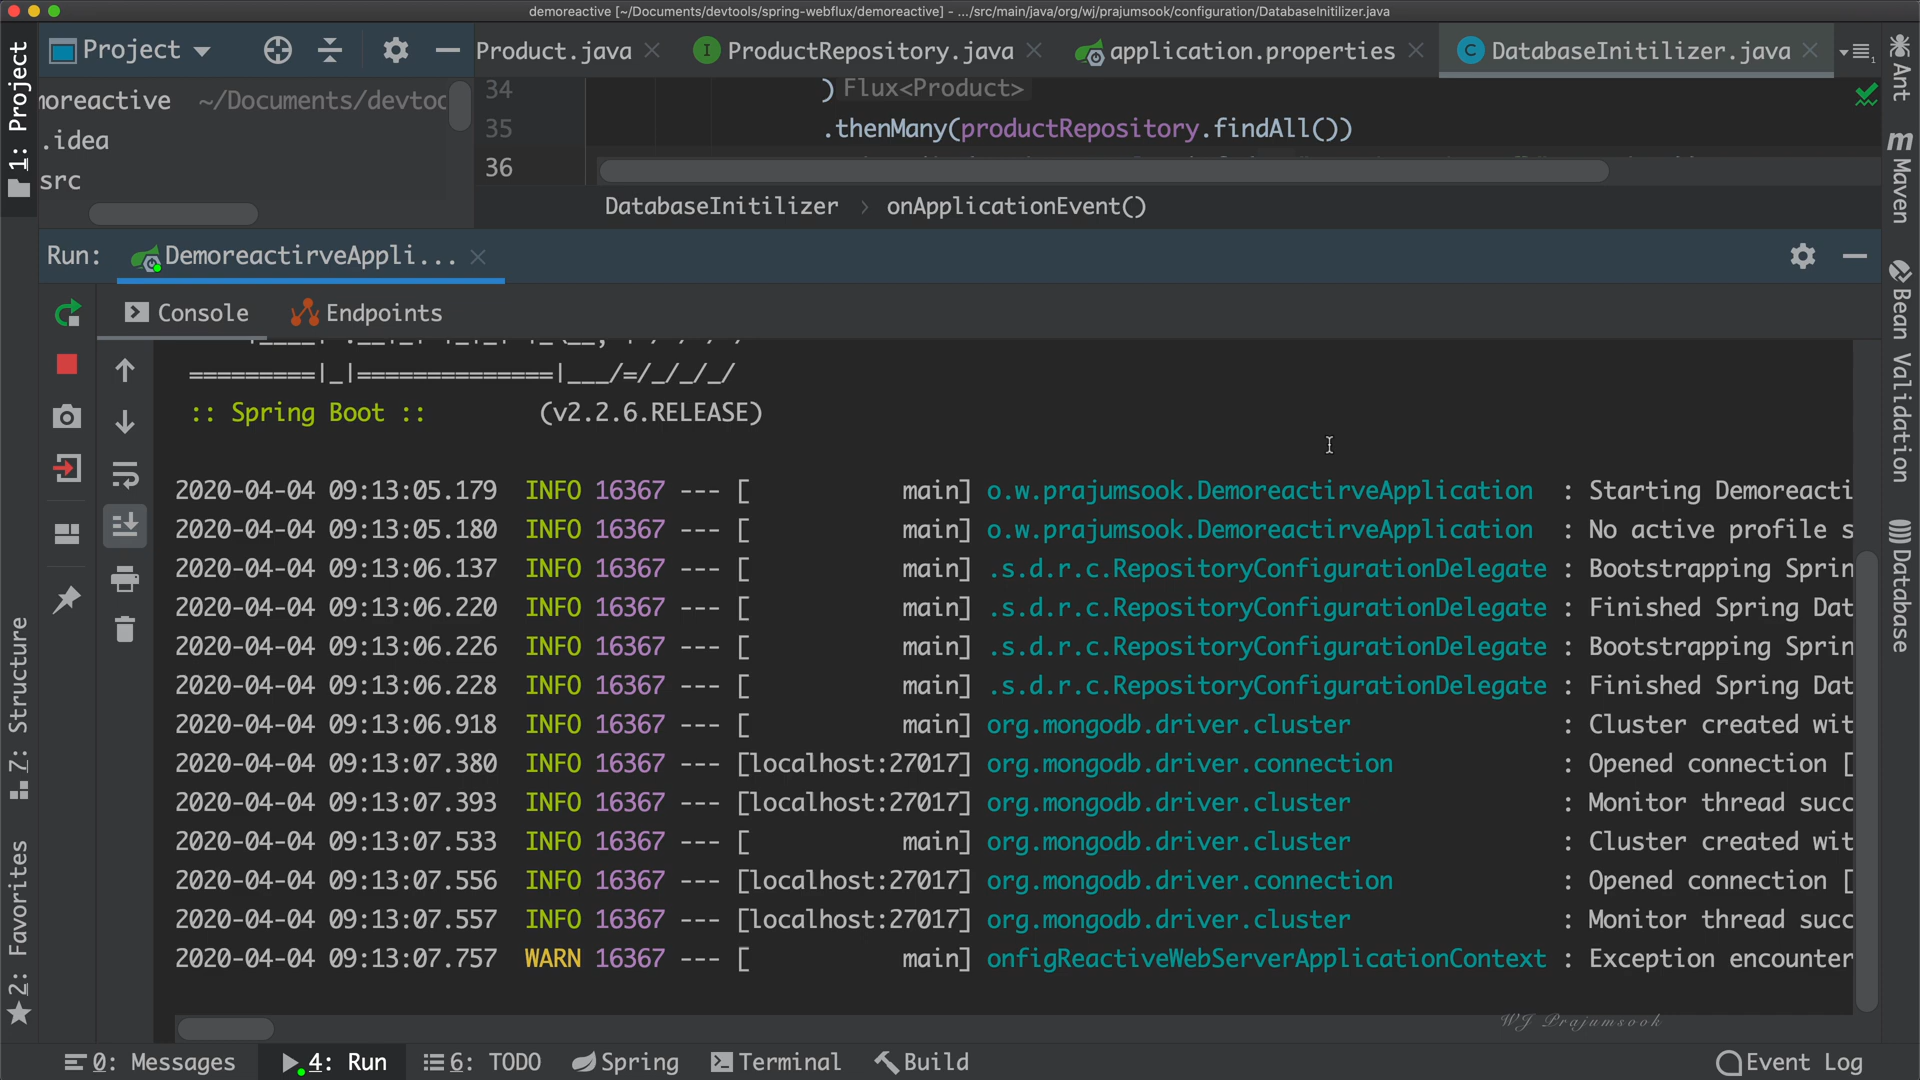 demoreactive [~/Documents/devtools/spring-webflux/demoreactive] - .../src/main/java/org/wj/prajumsook/configuration/DatabaseInitilizer.java
Project
Product.java
ProductRepository.java
application.properties
DatabaseInitilizer.java
moreactive ~/Documents/devtoo
.idea
src
34 ) Flux<Product>
35 .thenMany(productRepository.findAll())
36
DatabaseInitilizer > onApplicationEvent()
Run: DemoreactirveAppli...
Console Endpoints
=========|_|==============|___/=/_/_/_/
:: Spring Boot :: (v2.2.6.RELEASE)
2020-04-04 09:13:05.179 INFO 16367 --- [ main] o.w.prajumsook.DemoreactirveApplication : Starting Demoreacti
2020-04-04 09:13:05.180 INFO 16367 --- [ main] o.w.prajumsook.DemoreactirveApplication : No active profile s
2020-04-04 09:13:06.137 INFO 16367 --- [ main] .s.d.r.c.RepositoryConfigurationDelegate : Bootstrapping Sprin
2020-04-04 09:13:06.220 INFO 16367 --- [ main] .s.d.r.c.RepositoryConfigurationDelegate : Finished Spring Dat
2020-04-04 09:13:06.226 INFO 16367 --- [ main] .s.d.r.c.RepositoryConfigurationDelegate : Bootstrapping Sprin
2020-04-04 09:13:06.228 INFO 16367 --- [ main] .s.d.r.c.RepositoryConfigurationDelegate : Finished Spring Dat
2020-04-04 09:13:06.918 INFO 16367 --- [ main] org.mongodb.driver.cluster : Cluster created wit
2020-04-04 09:13:07.380 INFO 16367 --- [localhost:27017] org.mongodb.driver.connection : Opened connection [
2020-04-04 09:13:07.393 INFO 16367 --- [localhost:27017] org.mongodb.driver.cluster : Monitor thread succ
2020-04-04 09:13:07.533 INFO 16367 --- [ main] org.mongodb.driver.cluster : Cluster created wit
2020-04-04 09:13:07.556 INFO 16367 --- [localhost:27017] org.mongodb.driver.connection : Opened connection [
2020-04-04 09:13:07.557 INFO 16367 --- [localhost:27017] org.mongodb.driver.cluster : Monitor thread succ
2020-04-04 09:13:07.757 WARN 16367 --- [ main] onfigReactiveWebServerApplicationContext : Exception encounter
WJ Prajumsook
0: Messages 4: Run 6: TODO Spring Terminal Build Event Log
1: Project
7: Structure
2: Favorites
Ant
Maven
Bean Validation
Database